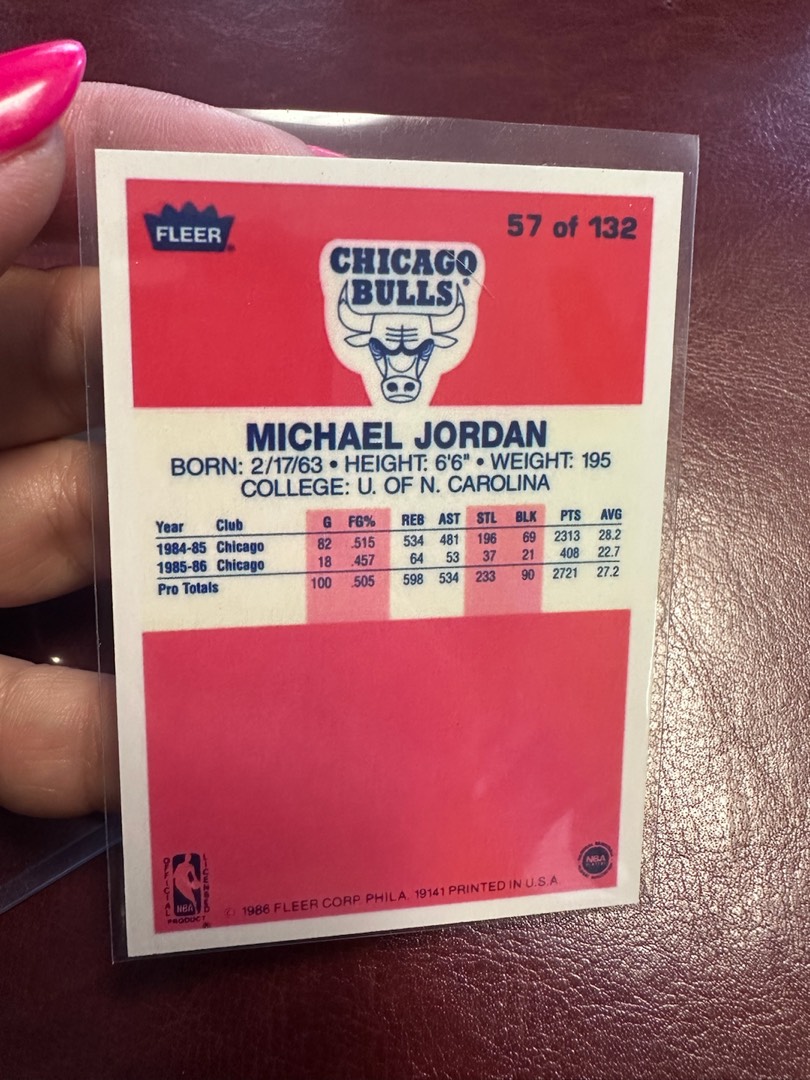 FLEER
57 of 132
CHICAGO
BULLS
MICHAEL JORDAN
BORN: 2/17/63 • HEIGHT: 6'6" • WEIGHT: 195
COLLEGE: U. OF N. CAROLINA
Year Club G FG% REB AST STL BLK PTS AVG
1984-85 Chicago 82 .515 534 481 196 69 2313 28.2
1985-86 Chicago 18 .457 64 53 37 21 408 22.7
Pro Totals 100 .505 598 534 233 90 2721 27.2
OFFICIAL
LICENSED
NBA
PRODUCT
© 1986 FLEER CORP. PHILA. 19141 PRINTED IN U.S.A.